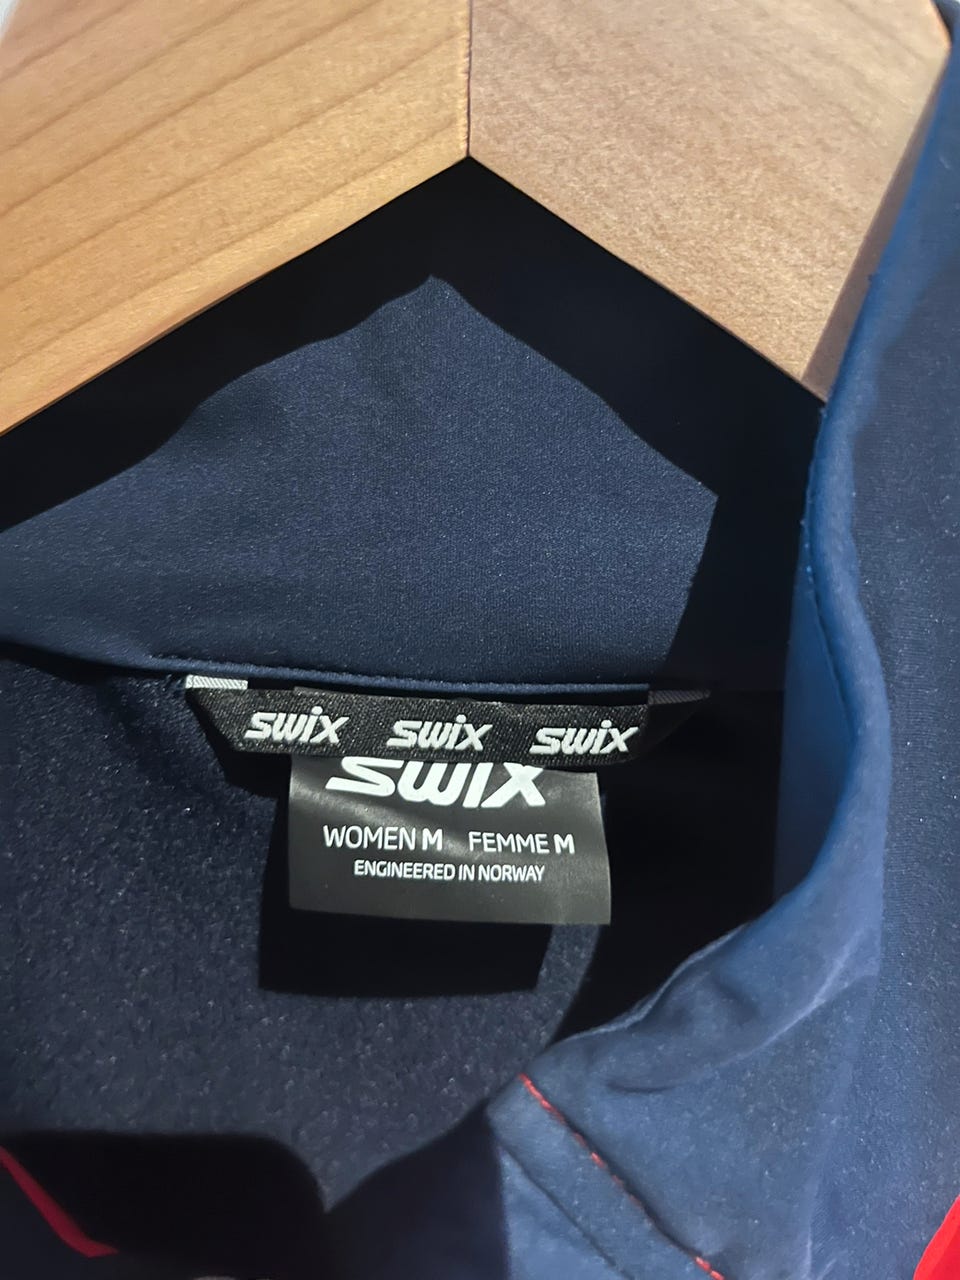 swix swix swix
swix
WOMEN M FEMME M
ENGINEERED IN NORWAY